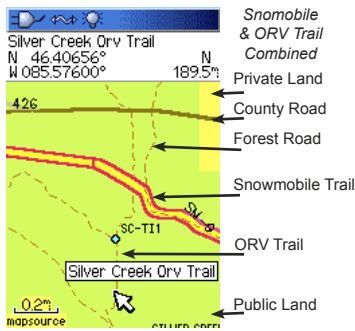 Snomobile
& ORV Trail
Combined
Silver Creek Orv Trail
N 46.40656° N
W 085.57600° 189.5m
Private Land
426
County Road
Forest Road
Snowmobile Trail
SC-TI1
ORV Trail
Silver Creek Orv Trail
0.2m
Public Land
mapsource